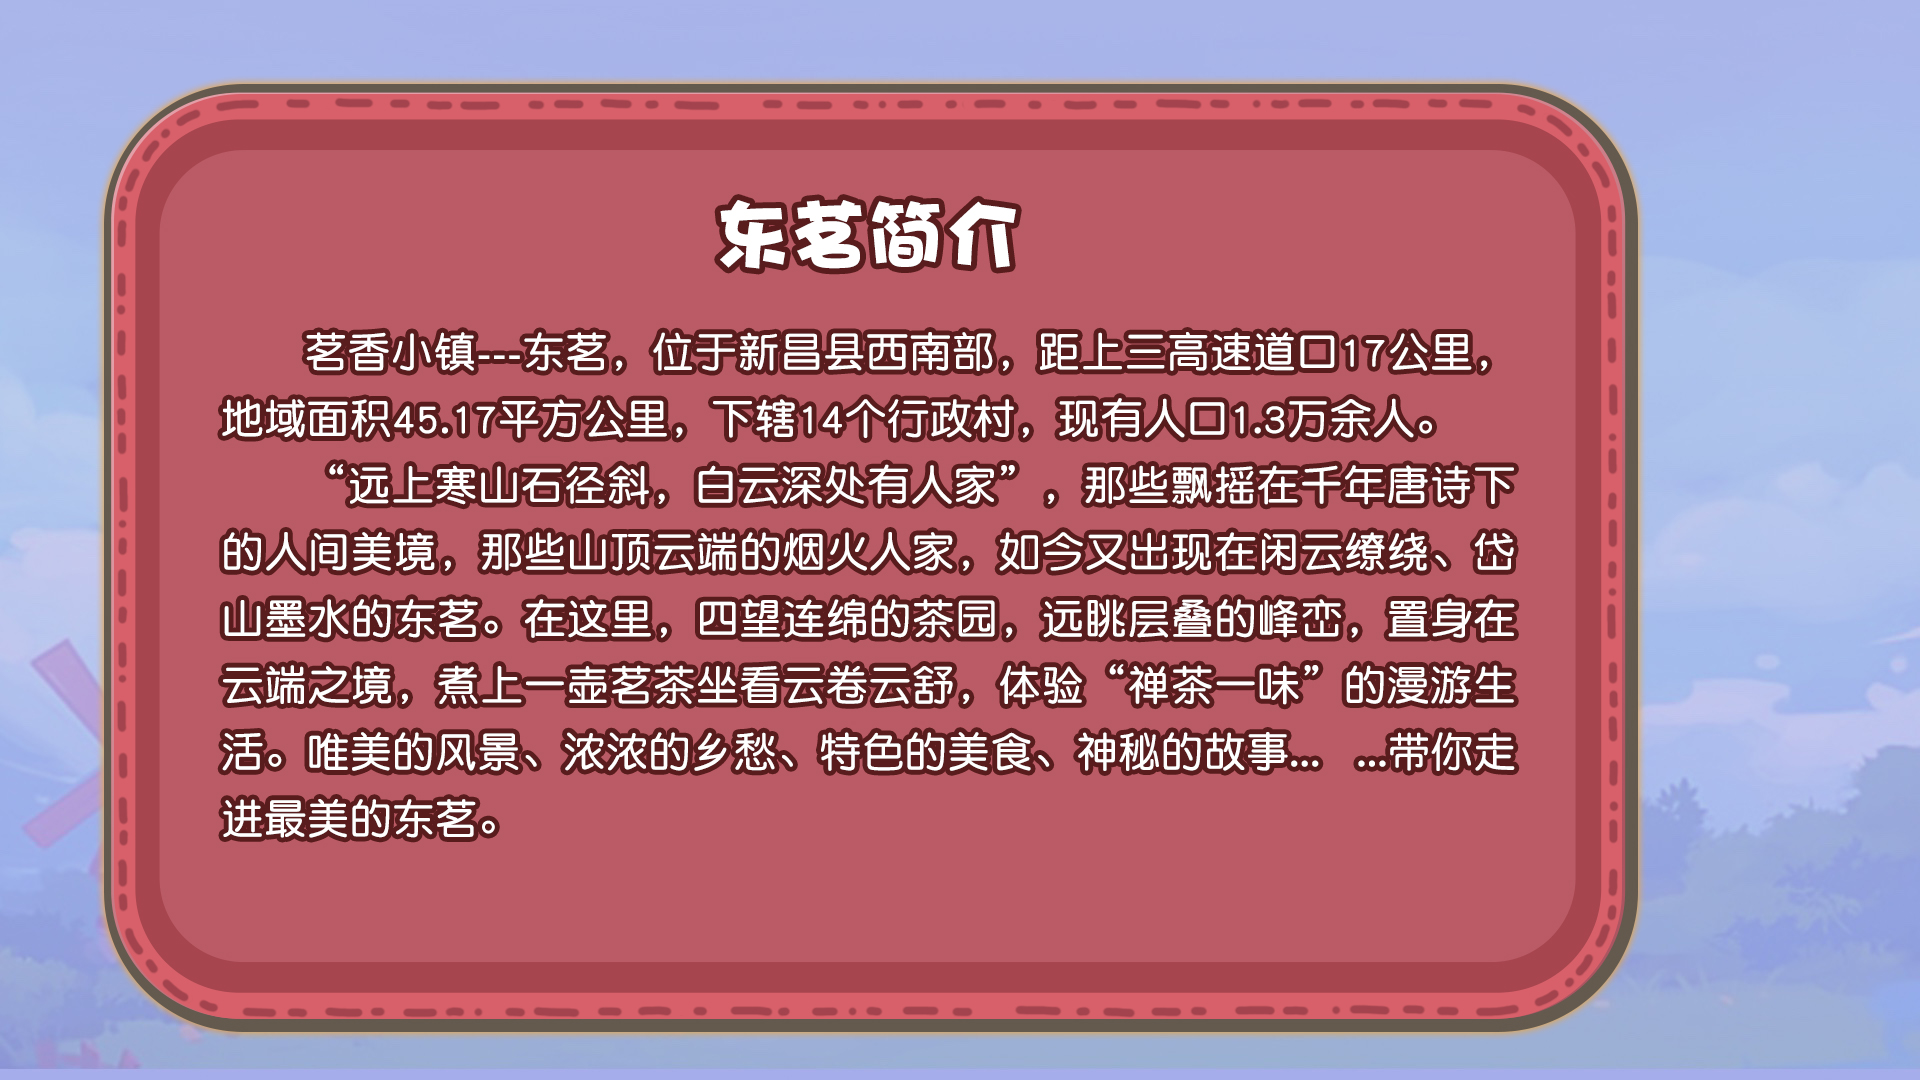 东茗简介
茗香小镇---东茗，位于新昌县西南部，距上三高速道口17公里，
地域面积45.17平方公里，下辖14个行政村，现有人口1.3万余人。
“远上寒山石径斜，白云深处有人家”，那些飘摇在千年唐诗下
的人间美境，那些山顶云端的烟火人家，如今又出现在闲云缭绕、岱
山墨水的东茗。在这里，四望连绵的茶园，远眺层叠的峰峦，置身在
云端之境，煮上一壶茗茶坐看云卷云舒，体验“禅茶一味”的漫游生
活。唯美的风景、浓浓的乡愁、特色的美食、神秘的故事... ...带你走
进最美的东茗。